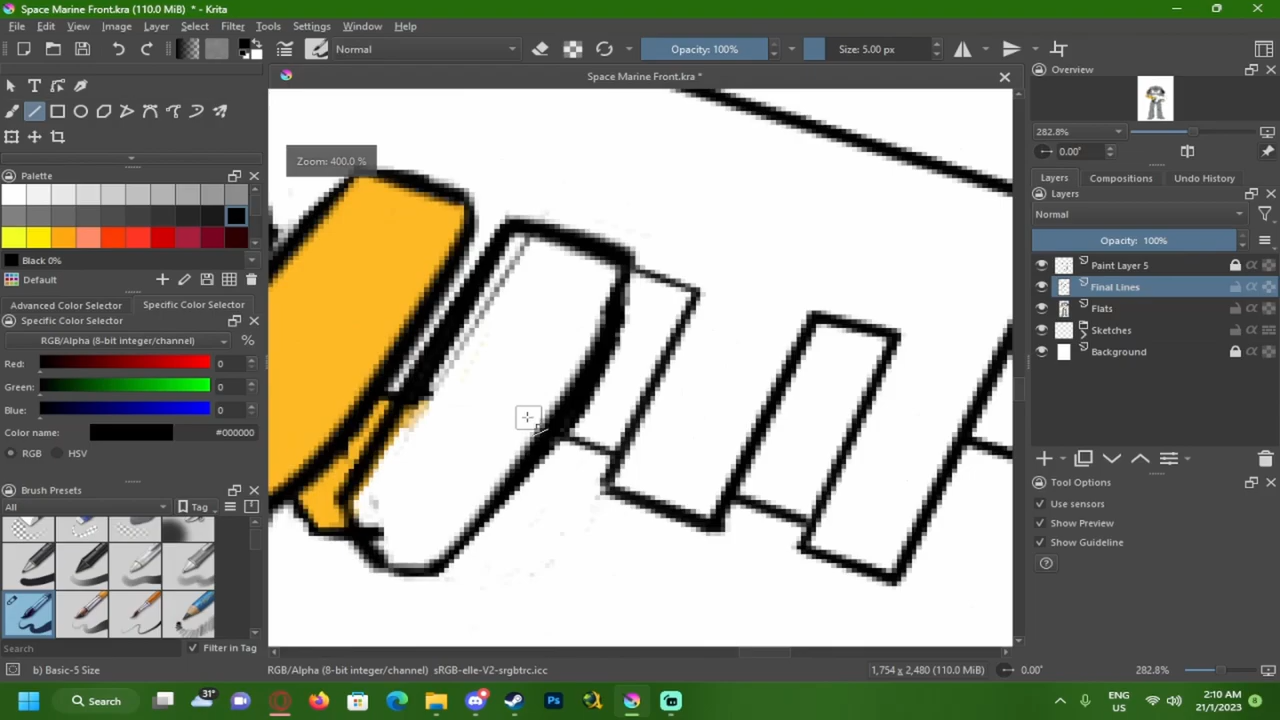 Space Marine Front.kra (110.0 MiB) * - Krita
File Edit View Image Layer Select Filter Tools Settings Window Help
Normal Opacity: 100% Size: 5.00 px
Space Marine Front.kra *
Overview
Zoom: 400.0 %
282.8%
0.00°
Palette
Layers Compositions Undo History
Layers
Normal
Opacity: 100%
Black 0%
Paint Layer 5
Default
Final Lines
Advanced Color Selector Specific Color Selector
Flats
Specific Color Selector
Sketches
RGB/Alpha (8-bit integer/channel) %
Background
Red: 0
Green: 0
Blue: 0
Color name: #000000
RGB HSV
Brush Presets
Tool Options
All Tag
Use sensors
Show Preview
Show Guideline
Search Filter in Tag
b) Basic-5 Size RGB/Alpha (8-bit integer/channel) sRGB-elle-V2-srgbtrc.icc 1,754 x 2,480 (110.0 MiB) 0.00° 282.8%
Search 31° Ps ENG US 2:10 AM 21/1/2023 8